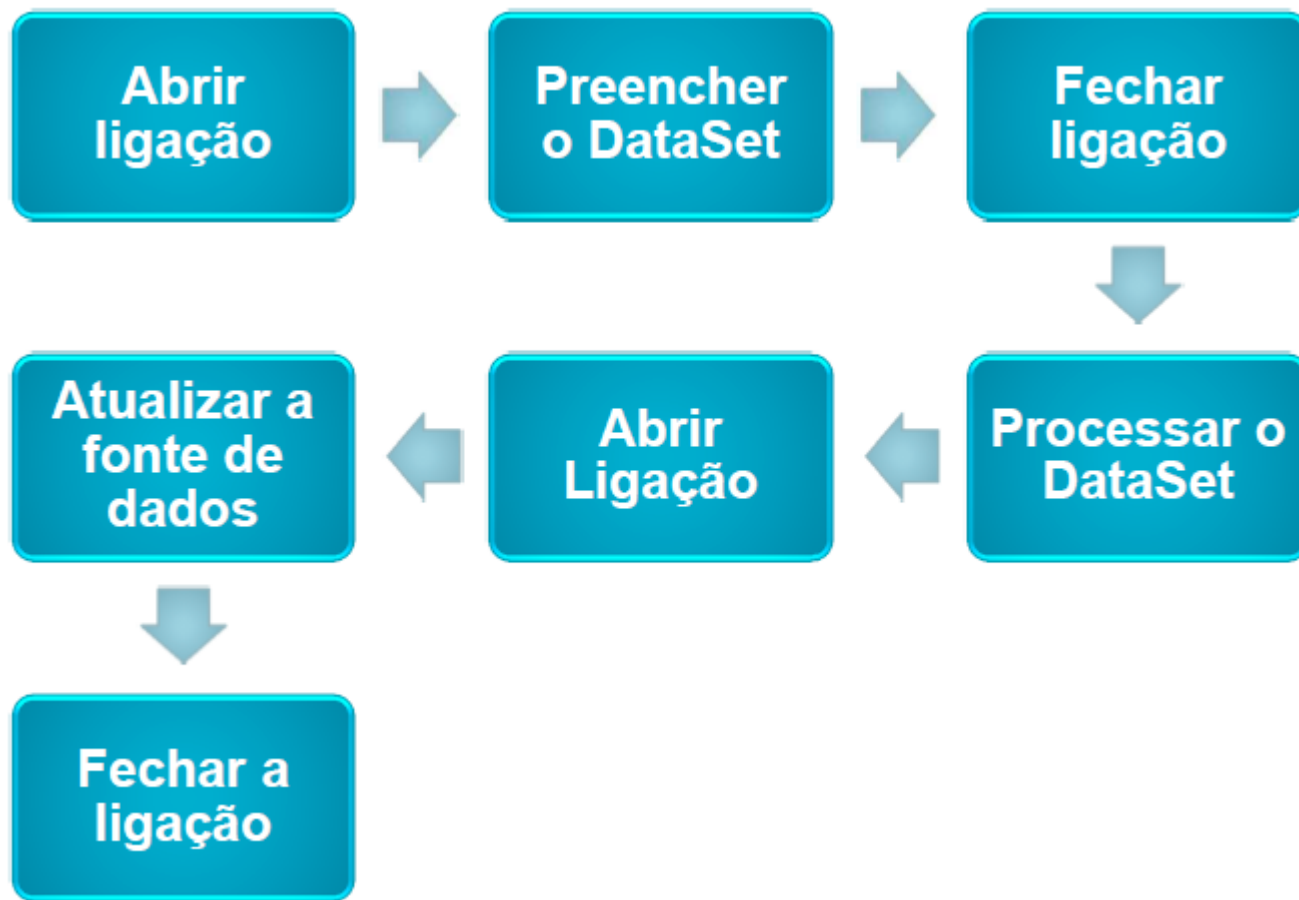 Abrir
ligação
Preencher
o DataSet
Fechar
ligação
Processar o
DataSet
Abrir
Ligação
Atualizar a
fonte de
dados
Fechar a
ligação